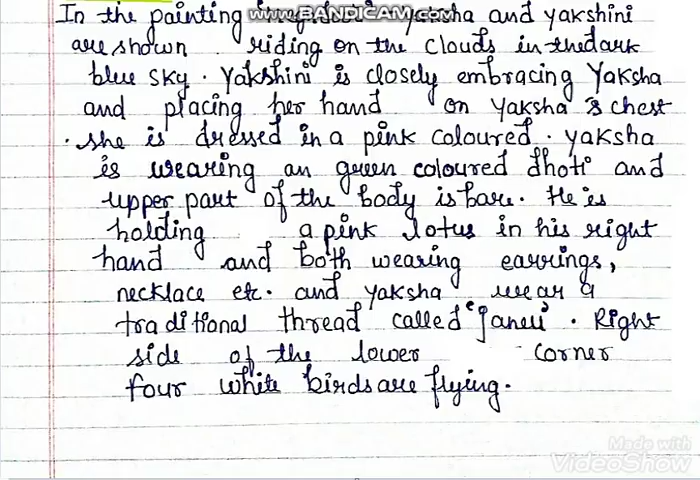 In the painting yaksha and yakshini
www.BANDICAM.COM
are shown riding on the clouds in the dark
blue sky. Yakshini is closely embracing Yaksha
and placing her hand on yaksha's chest
. she is dressed in a pink coloured. yaksha
is wearing an green coloured dhoti and
upper part of the body is bare. He is
holding a pink lotus in his right
hand and both wearing earrings,
necklace etc. and yaksha wear a
traditional thread called "Janeu". Right
side of the lower corner
four white birds are flying.
Made with
VideoShow